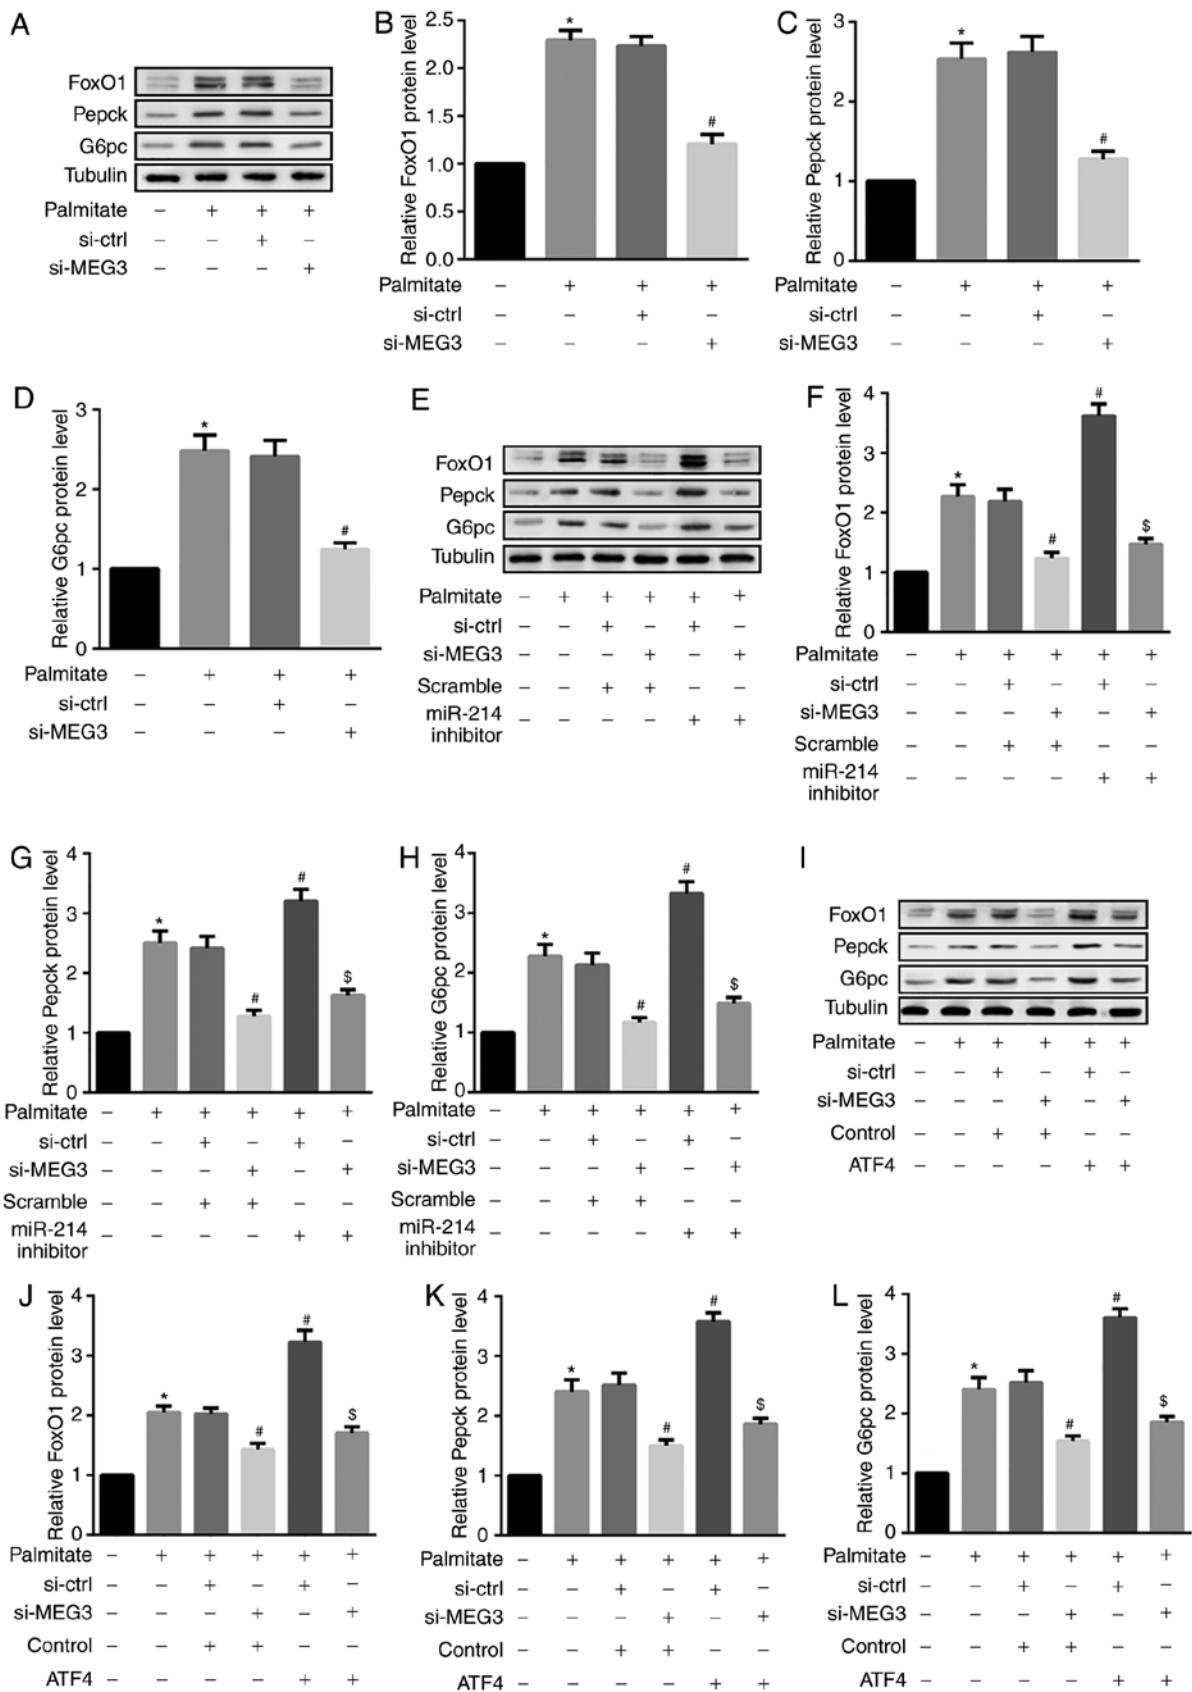 A
FoxO1
Pepck
G6pc
Tubulin
Palmitate – + + +
si-ctrl – – + –
si-MEG3 – – – +
B
Relative FoxO1 protein level
2.5
2.0
1.5
1.0
0.5
0.0
*
#
Palmitate – + + +
si-ctrl – – + –
si-MEG3 – – – +
C
Relative Pepck protein level
3
2
1
0
*
#
Palmitate – + + +
si-ctrl – – + –
si-MEG3 – – – +
D
Relative G6pc protein level
3
2
1
0
*
#
Palmitate – + + +
si-ctrl – – + –
si-MEG3 – – – +
E
FoxO1
Pepck
G6pc
Tubulin
Palmitate – + + + + +
si-ctrl – – + – + –
si-MEG3 – – – + – +
Scramble – – + + – –
miR-214 – – – – + +
inhibitor
F
Relative FoxO1 protein level
4
3
2
1
0
*
#
#
$
Palmitate – + + + + +
si-ctrl – – + – + –
si-MEG3 – – – + – +
Scramble – – + + – –
miR-214 – – – – + +
inhibitor
G
Relative Pepck protein level
4
3
2
1
0
*
#
#
$
Palmitate – + + + + +
si-ctrl – – + – + –
si-MEG3 – – – + – +
Scramble – – + + – –
miR-214 – – – – + +
inhibitor
H
Relative G6pc protein level
4
3
2
1
0
*
#
#
$
Palmitate – + + + + +
si-ctrl – – + – + –
si-MEG3 – – – + – +
Scramble – – + + – –
miR-214 – – – – + +
inhibitor
I
FoxO1
Pepck
G6pc
Tubulin
Palmitate – + + + + +
si-ctrl – – + – + –
si-MEG3 – – – + – +
Control – – + + – –
ATF4 – – – – + +
J
Relative FoxO1 protein level
4
3
2
1
0
*
#
#
$
Palmitate – + + + + +
si-ctrl – – + – + –
si-MEG3 – – – + – +
Control – – + + – –
ATF4 – – – – + +
K
Relative Pepck protein level
4
3
2
1
0
*
#
#
$
Palmitate – + + + + +
si-ctrl – – + – + –
si-MEG3 – – – + – +
Control – – + + – –
ATF4 – – – – + +
L
Relative G6pc protein level
4
3
2
1
0
*
#
#
$
Palmitate – + + + + +
si-ctrl – – + – + –
si-MEG3 – – – + – +
Control – – + + – –
ATF4 – – – – + +